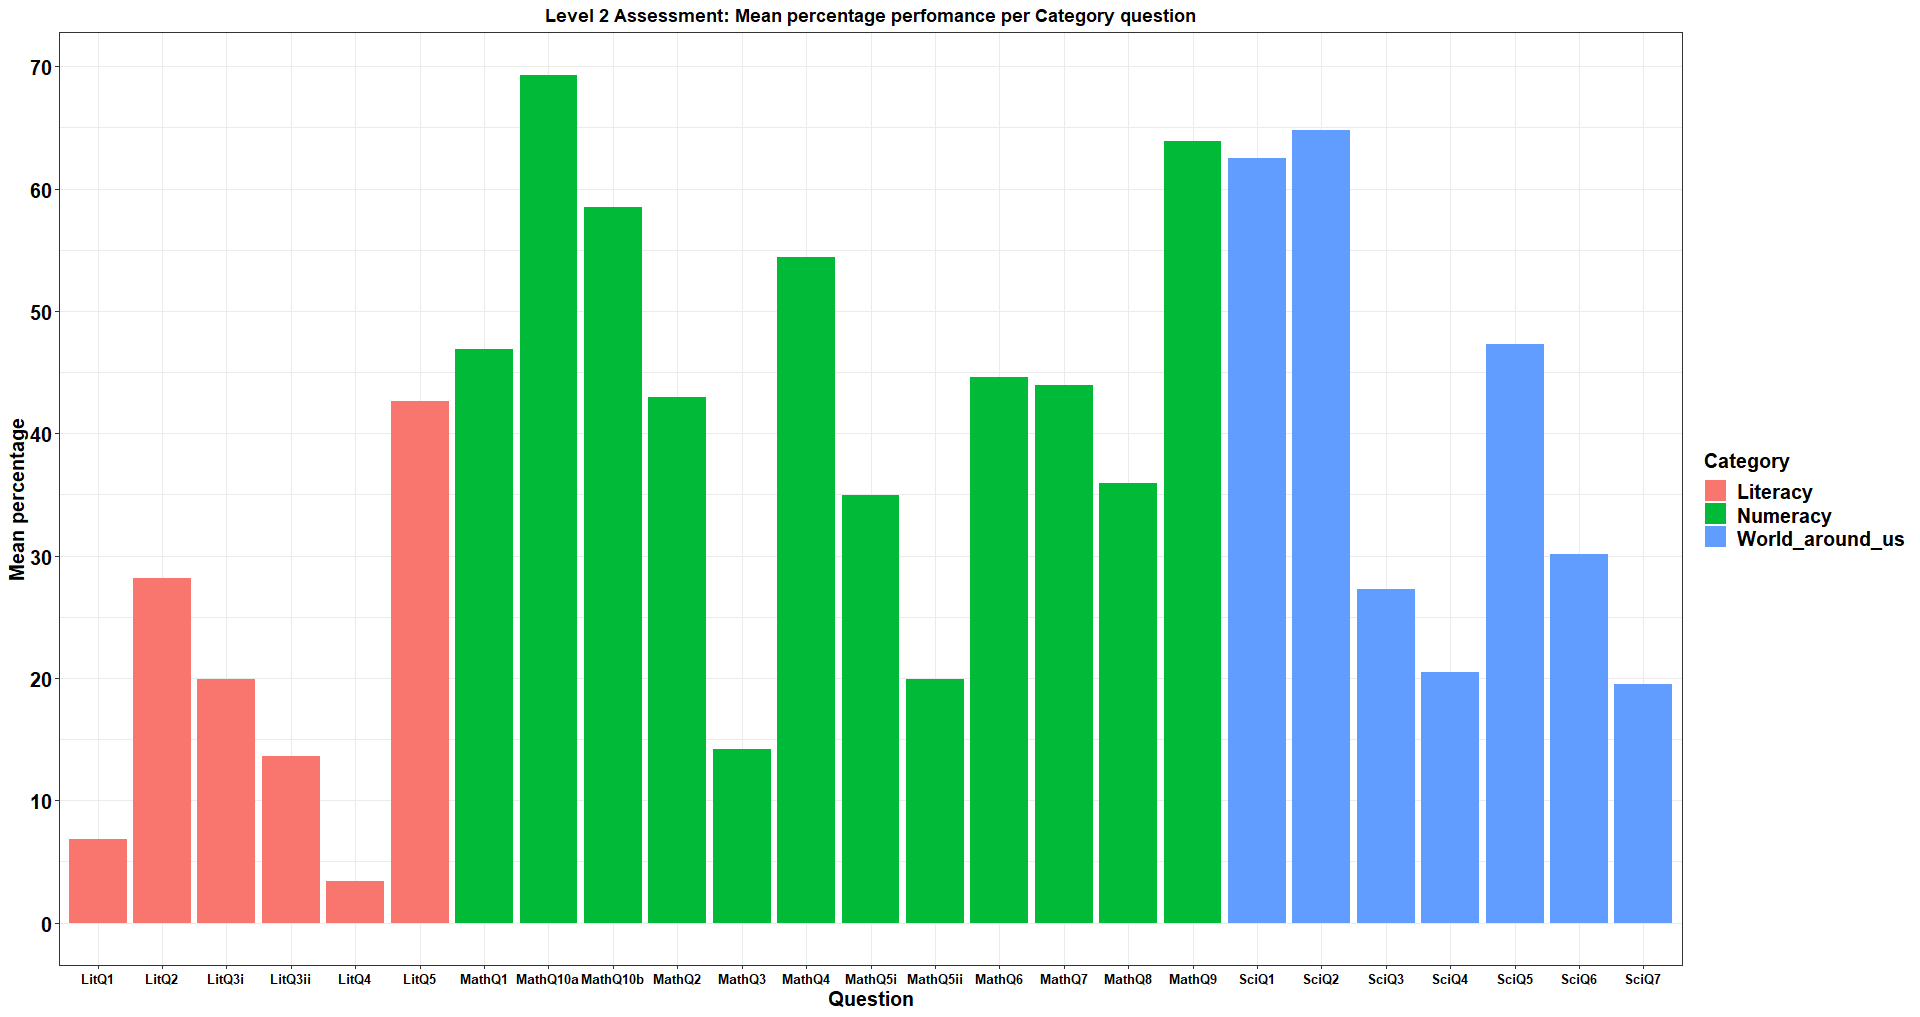 Level 2 Assessment: Mean percentage perfomance per Category question
Mean percentage
70
60
50
40
30
20
10
0
LitQ1 LitQ2 LitQ3i LitQ3ii LitQ4 LitQ5 MathQ1 MathQ10a MathQ10b MathQ2 MathQ3 MathQ4 MathQ5i MathQ5ii MathQ6 MathQ7 MathQ8 MathQ9 SciQ1 SciQ2 SciQ3 SciQ4 SciQ5 SciQ6 SciQ7
Question
Category
Literacy
Numeracy
World_around_us